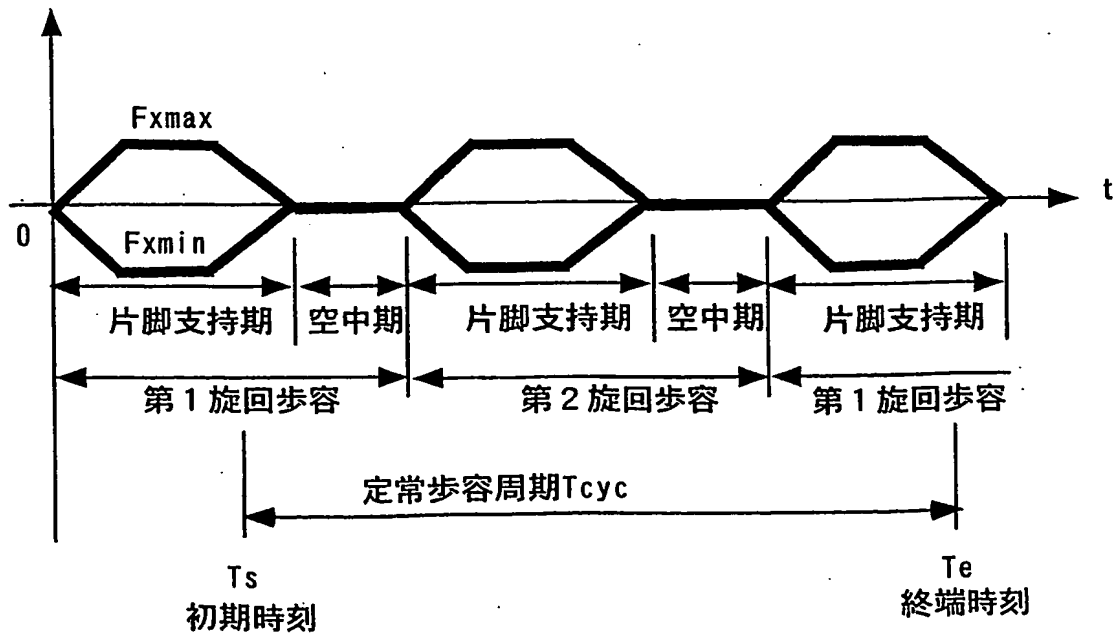 Fxmax
t
0
Fxmin
片脚支持期 空中期 片脚支持期 空中期 片脚支持期
第1旋回歩容 第2旋回歩容 第1旋回歩容
定常歩容周期Tcyc
Ts Te
初期時刻 終端時刻